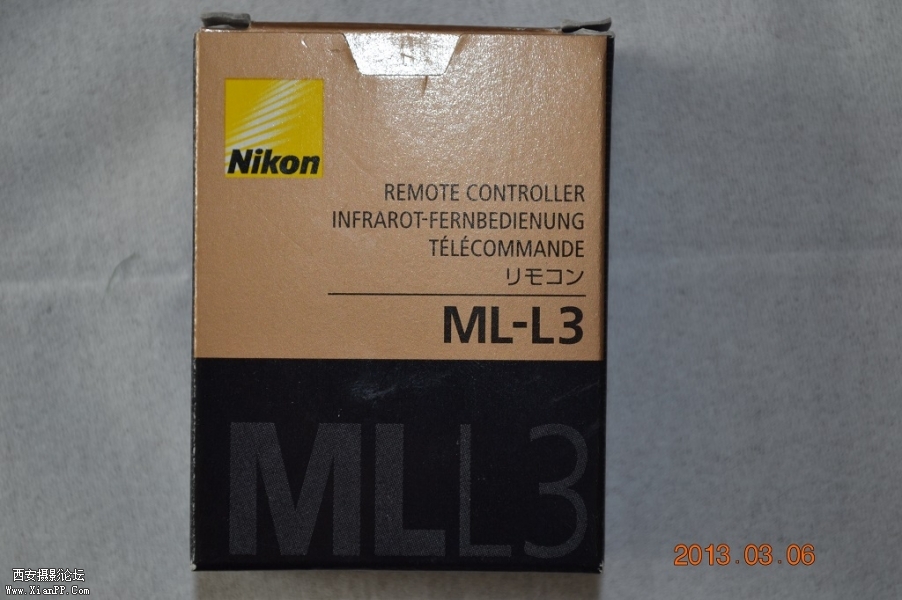 Nikon
REMOTE CONTROLLER
INFRAROT-FERNBEDIENUNG
TÉLÉCOMMANDE
リモコン
ML-L3
MLL3
2013.03.06
西安摄影论坛
Www.XianPP.Com